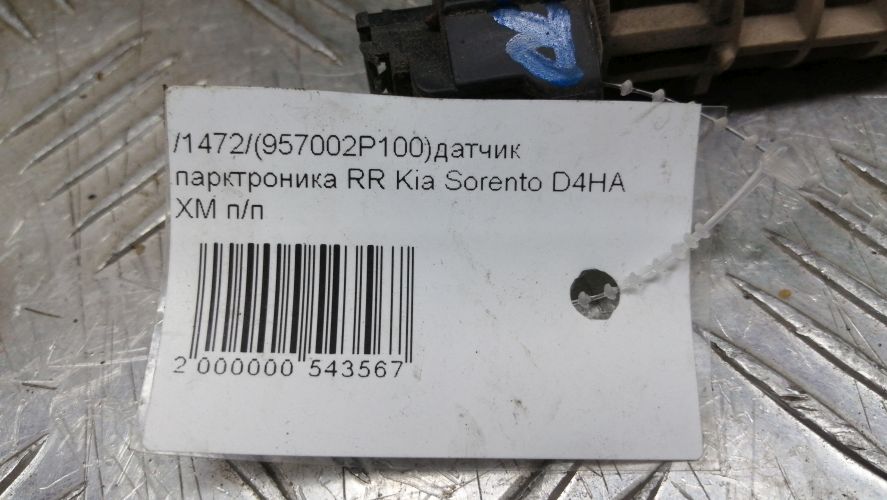 /1472/(957002P100)датчик
парктроника RR Kia Sorento D4HA
XM п/п
2 000000 543567